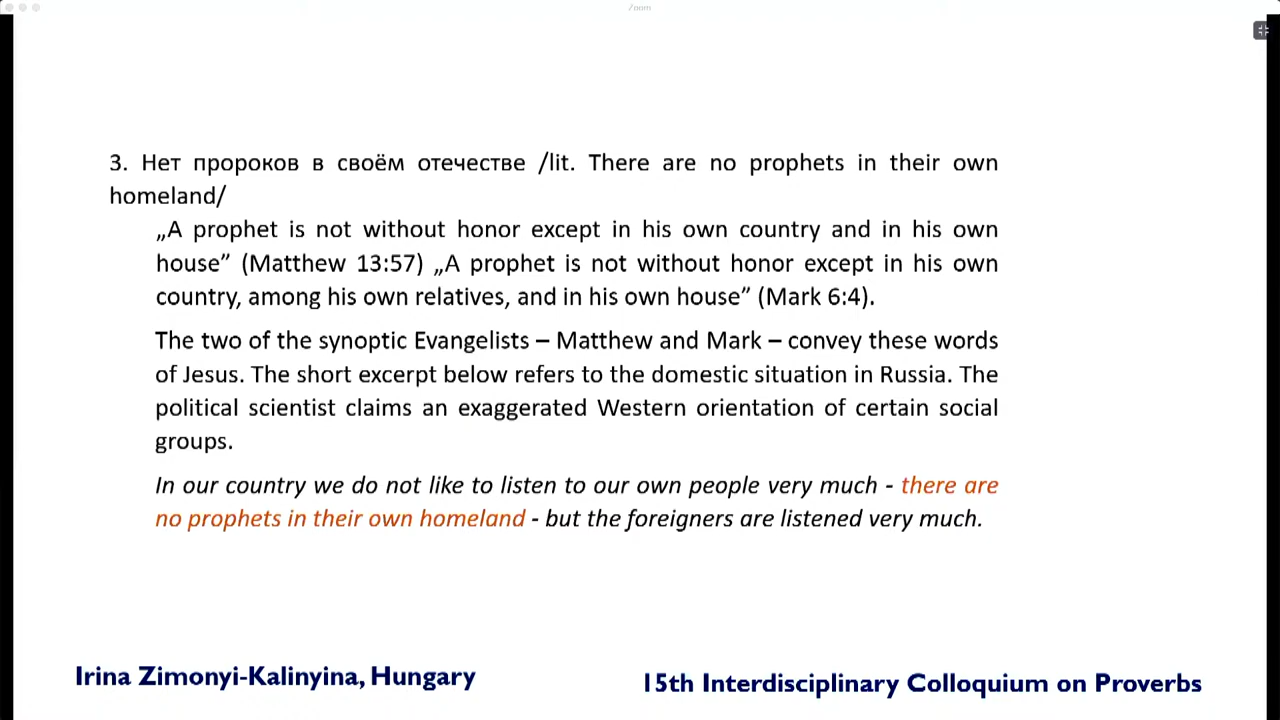 3. Нет пророков в своём отечестве /lit. There are no prophets in their own
homeland/
„A prophet is not without honor except in his own country and in his own
house” (Matthew 13:57) „A prophet is not without honor except in his own
country, among his own relatives, and in his own house” (Mark 6:4).
The two of the synoptic Evangelists – Matthew and Mark – convey these words
of Jesus. The short excerpt below refers to the domestic situation in Russia. The
political scientist claims an exaggerated Western orientation of certain social
groups.
In our country we do not like to listen to our own people very much - there are
no prophets in their own homeland - but the foreigners are listened very much.
Irina Zimonyi-Kalinyina, Hungary
15th Interdisciplinary Colloquium on Proverbs